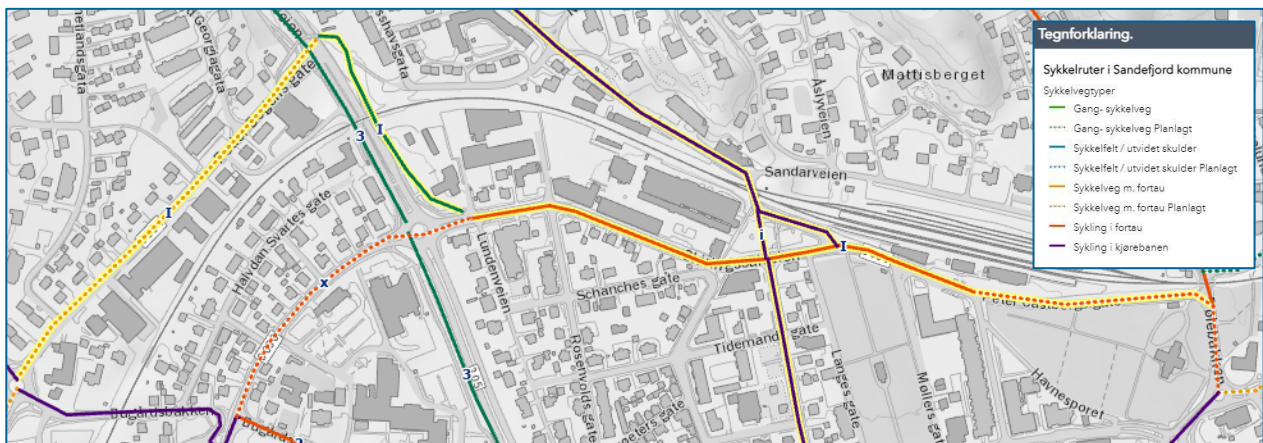 Tegnforklaring.
Sykkelruter i Sandefjord kommune
Sykkelvegtyper
Gang- sykkelveg
Gang- sykkelveg Planlagt
Sykkelfelt / utvidet skulder
Sykkelfelt / utvidet skulder Planlagt
Sykkelveg m. fortau
Sykkelveg m. fortau Planlagt
Sykling i fortau
Sykling i kjørebanen
Mattisberget
Åslyveien
Sandarveien
I
3
I
I
i
Halvdan Svartes gate
Lundenveien
Schanches gate
x
Tidemands gate
Rosenvolds gate
Langes gate
Møllers gate
Havnesporet
3
Bugårdsbakken